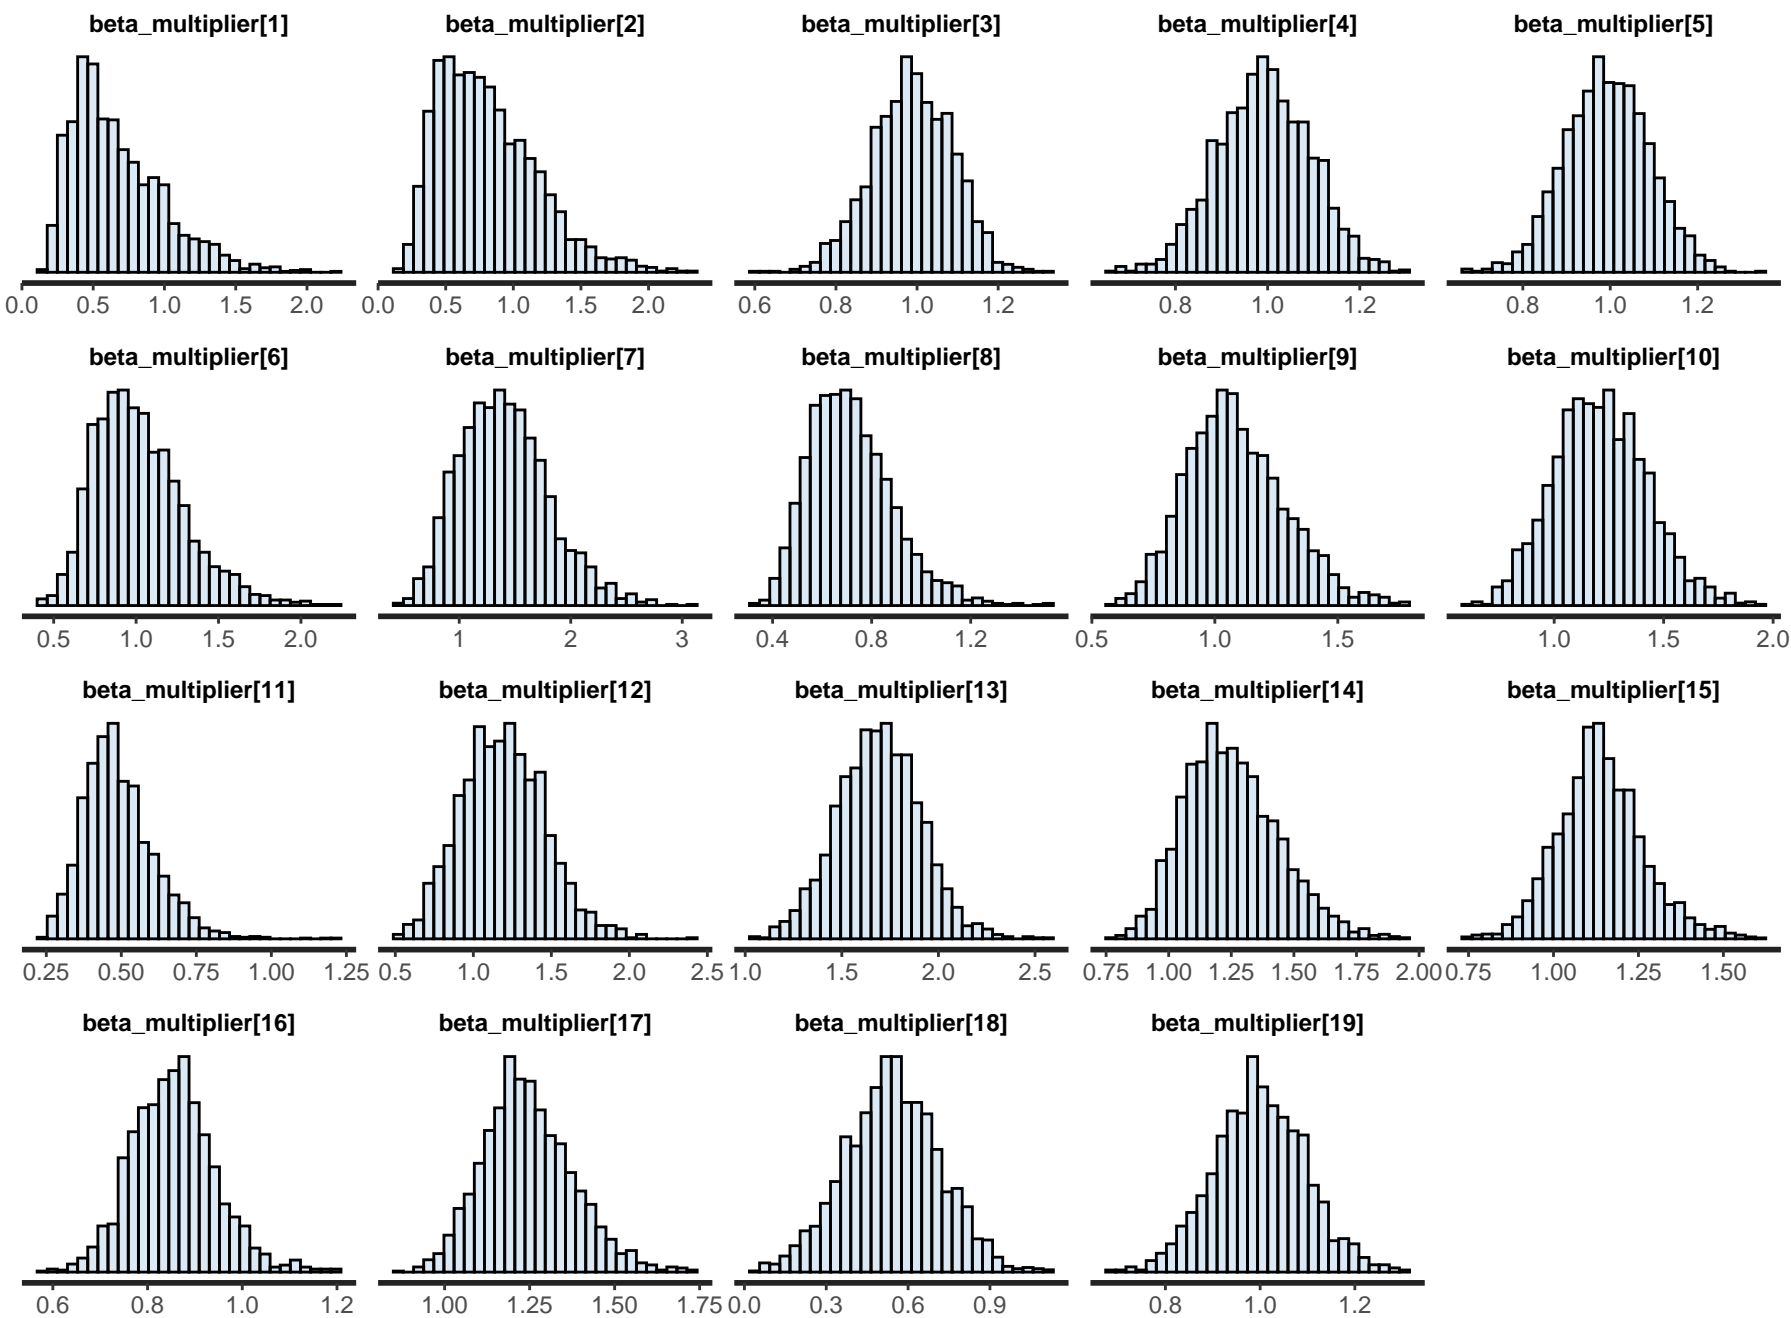 beta_multiplier[1] beta_multiplier[2] beta_multiplier[3] beta_multiplier[4] beta_multiplier[5]
0.0 0.5 1.0 1.5 2.0 0.0 0.5 1.0 1.5 2.0 0.6 0.8 1.0 1.2 0.8 1.0 1.2 0.8 1.0 1.2
beta_multiplier[6] beta_multiplier[7] beta_multiplier[8] beta_multiplier[9] beta_multiplier[10]
0.5 1.0 1.5 2.0 1 2 3 0.4 0.8 1.2 0.5 1.0 1.5 1.0 1.5 2.0
beta_multiplier[11] beta_multiplier[12] beta_multiplier[13] beta_multiplier[14] beta_multiplier[15]
0.25 0.50 0.75 1.00 1.25 0.5 1.0 1.5 2.0 2.5 1.0 1.5 2.0 2.5 0.75 1.00 1.25 1.50 1.75 2.00 0.75 1.00 1.25 1.50
beta_multiplier[16] beta_multiplier[17] beta_multiplier[18] beta_multiplier[19]
0.6 0.8 1.0 1.2 1.00 1.25 1.50 1.75 0.0 0.3 0.6 0.9 0.8 1.0 1.2